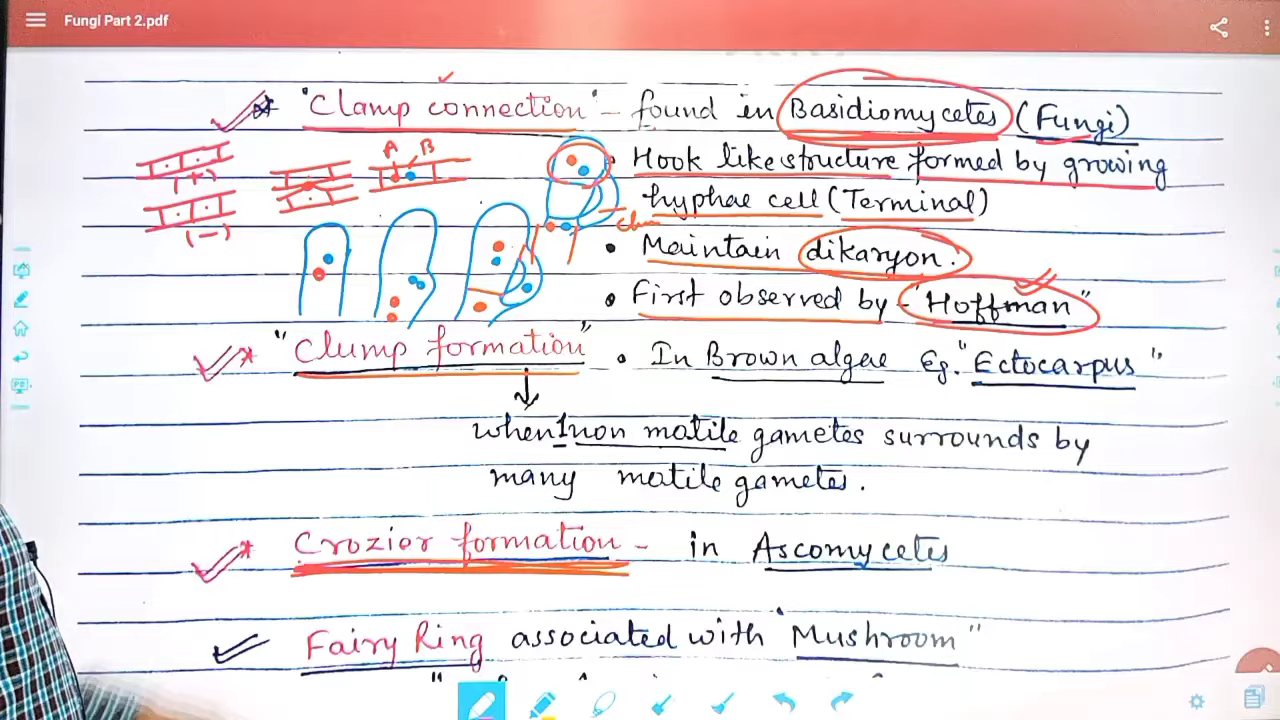 Fungi Part 2.pdf
"Clamp connection" - found in Basidiomycetes (Fungi)
A B
(+)
(-)
• Hook like structure formed by growing
hyphae cell (Terminal)
• Maintain dikaryon.
• First observed by - "Hoffman"
"Clump formation" • In Brown algae Eg. "Ectocarpus"
when 1 non motile gametes surrounds by
many motile gametes.
Crozier formation - in Ascomycetes
Fairy Ring associated with "Mushroom"